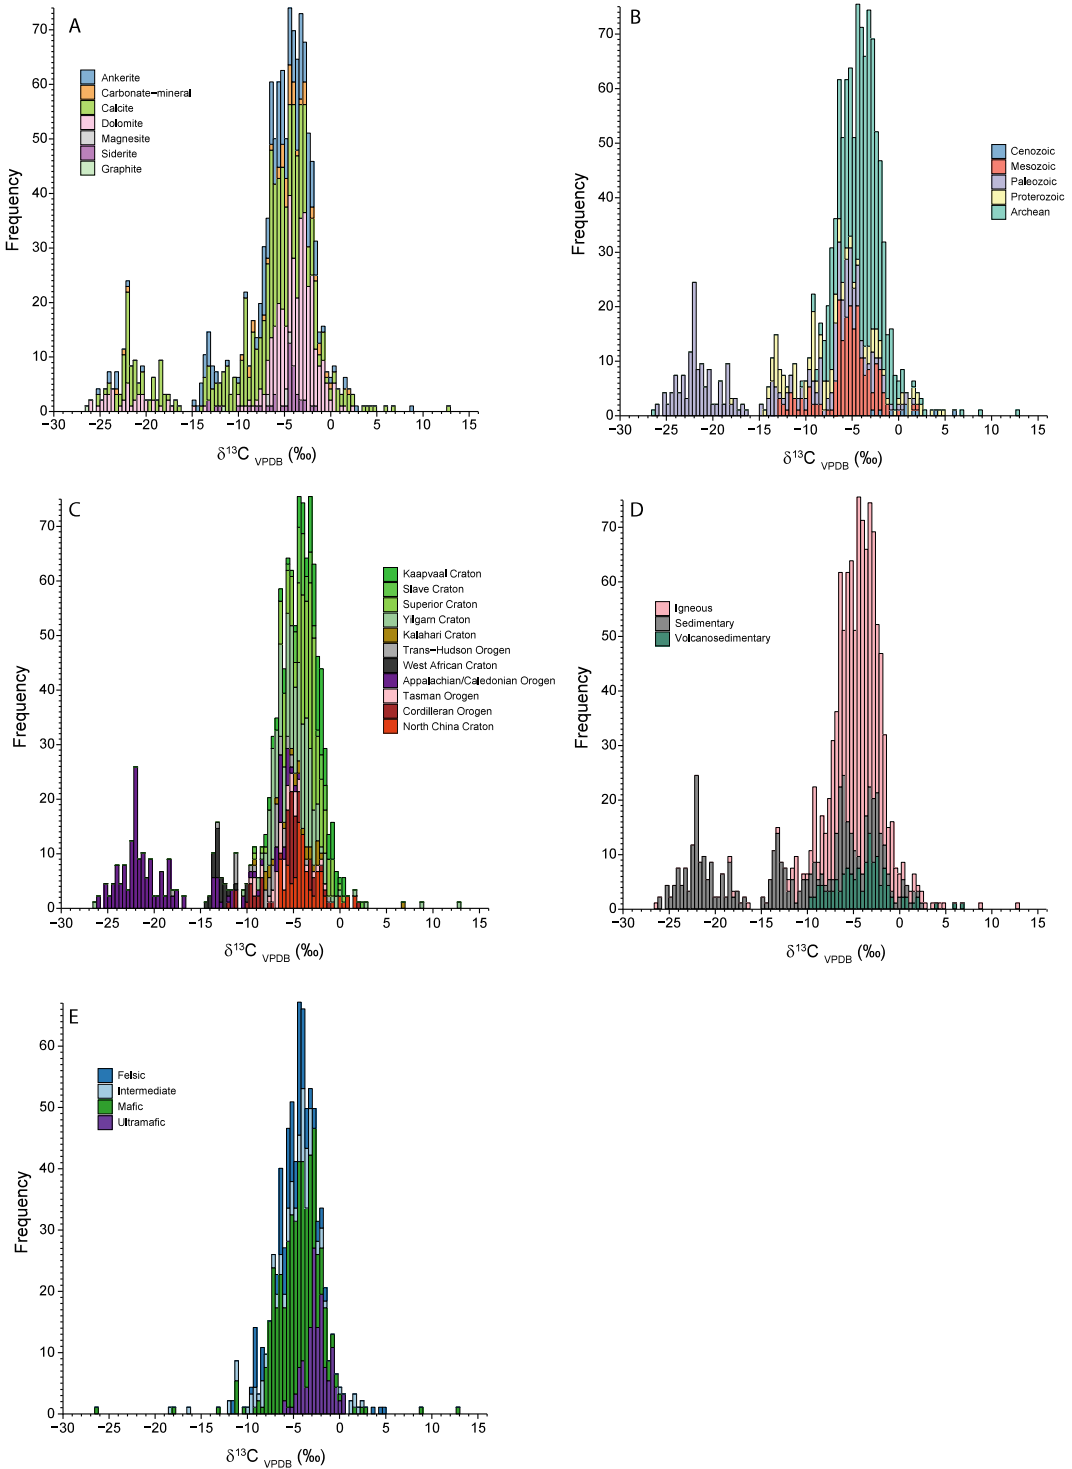 A
Ankerite
Carbonate-mineral
Calcite
Dolomite
Magnesite
Siderite
Graphite
Frequency
70
60
50
40
30
20
10
0
−30 −25 −20 −15 −10 −5 0 5 10 15
δ¹³C VPDB (‰)
B
Cenozoic
Mesozoic
Paleozoic
Proterozoic
Archean
Frequency
70
60
50
40
30
20
10
0
−30 −25 −20 −15 −10 −5 0 5 10 15
δ¹³C VPDB (‰)
C
Kaapvaal Craton
Slave Craton
Superior Craton
Yilgarn Craton
Kalahari Craton
Trans-Hudson Orogen
West African Craton
Appalachian/Caledonian Orogen
Tasman Orogen
Cordilleran Orogen
North China Craton
Frequency
70
60
50
40
30
20
10
0
−30 −25 −20 −15 −10 −5 0 5 10 15
δ¹³C VPDB (‰)
D
Igneous
Sedimentary
Volcanosedimentary
Frequency
70
60
50
40
30
20
10
0
−30 −25 −20 −15 −10 −5 0 5 10 15
δ¹³C VPDB (‰)
E
Felsic
Intermediate
Mafic
Ultramafic
Frequency
60
50
40
30
20
10
0
−30 −25 −20 −15 −10 −5 0 5 10 15
δ¹³C VPDB (‰)